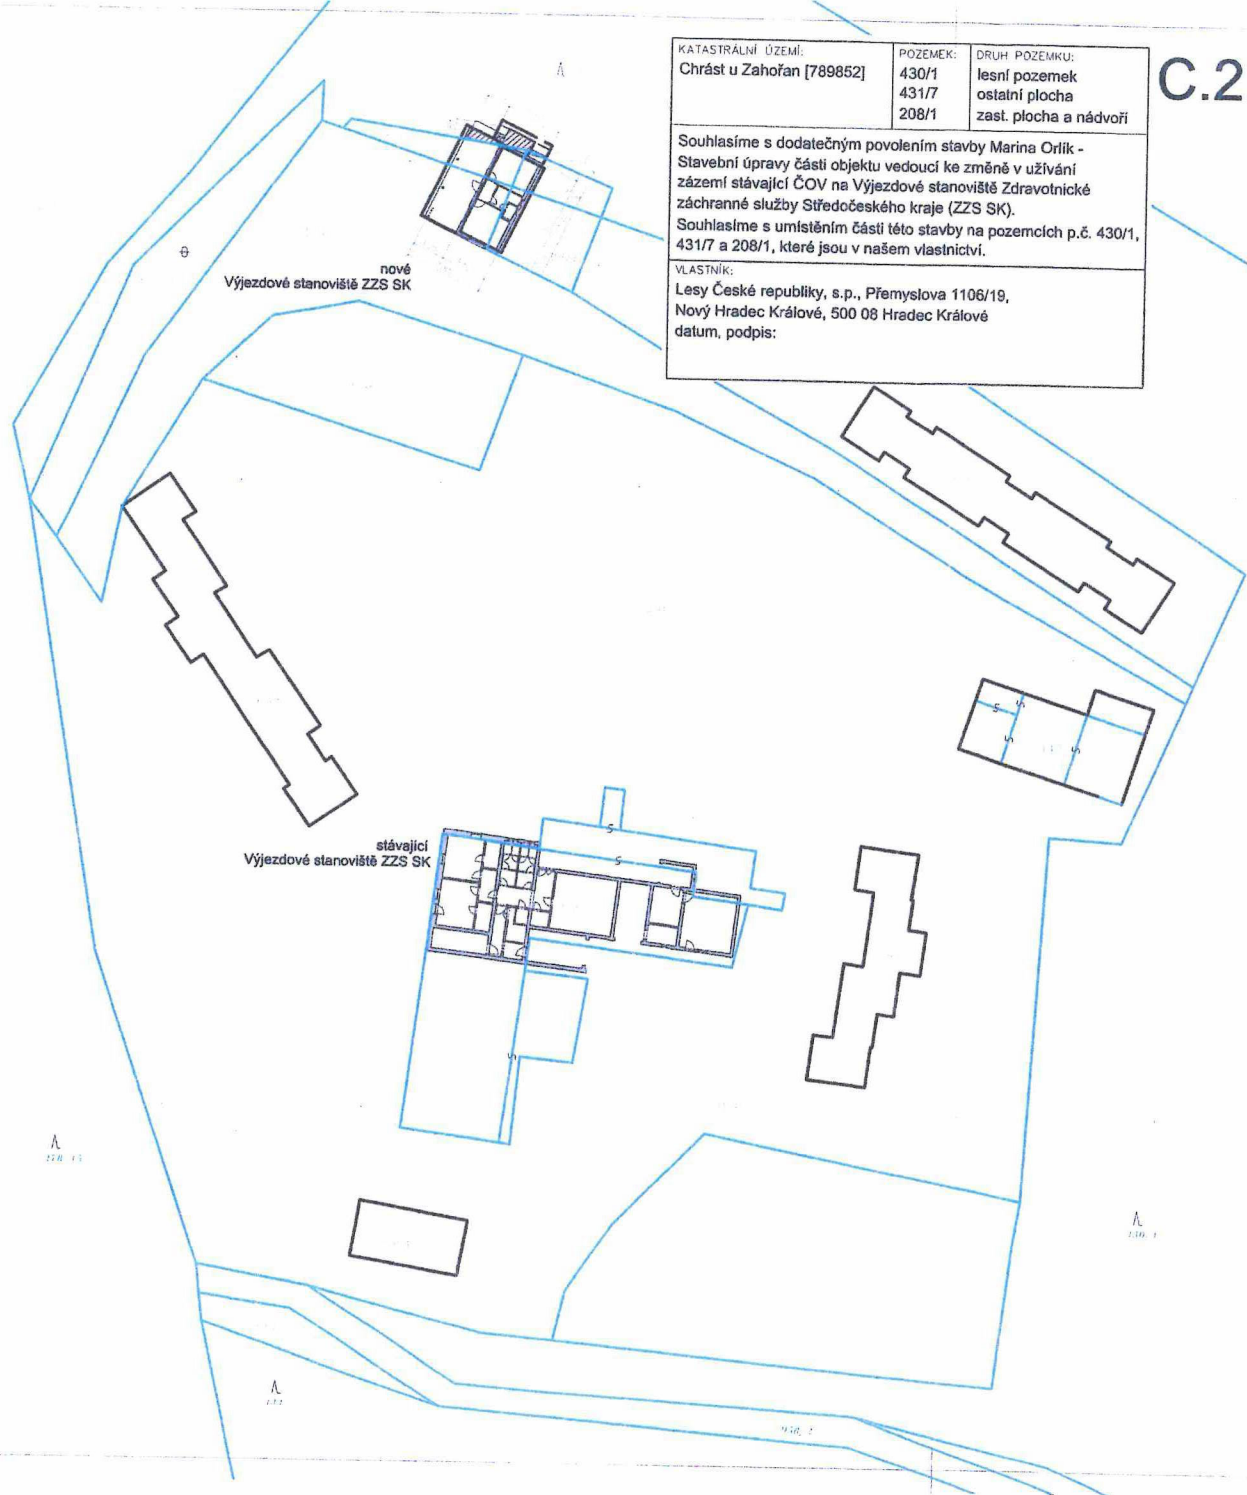 KATASTRÁLNÍ ÚZEMÍ:
Chrást u Zahořan [789852]
POZEMEK:
430/1
431/7
208/1
DRUH POZEMKU:
lesní pozemek
ostatní plocha
zast. plocha a nádvoří
C.2
Souhlasíme s dodatečným povolením stavby Marina Orlík -
Stavební úpravy části objektu vedoucí ke změně v užívání
zázemí stávající ČOV na Výjezdové stanoviště Zdravotnické
záchranné služby Středočeského kraje (ZZS SK).
Souhlasíme s umístěním části této stavby na pozemcích p.č. 430/1,
431/7 a 208/1, které jsou v našem vlastnictví.
VLASTNÍK:
Lesy České republiky, s.p., Přemyslova 1106/19,
Nový Hradec Králové, 500 08 Hradec Králové
datum, podpis:
nové
Výjezdové stanoviště ZZS SK
stávající
Výjezdové stanoviště ZZS SK